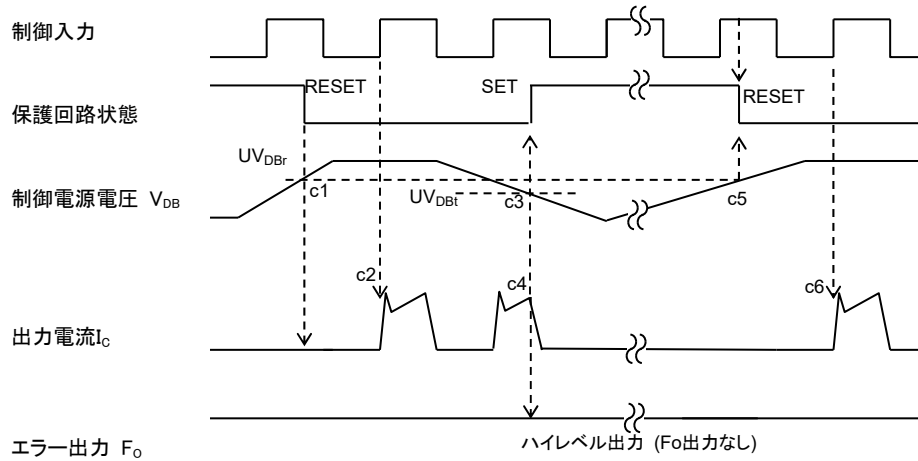 制御入力
RESET
SET
RESET
保護回路状態
UVDBr
制御電源電圧 VDB
c1
UVDBt
c3
c5
c2
c4
c6
出力電流Ic
エラー出力 Fo
ハイレベル出力 (Fo出力なし)